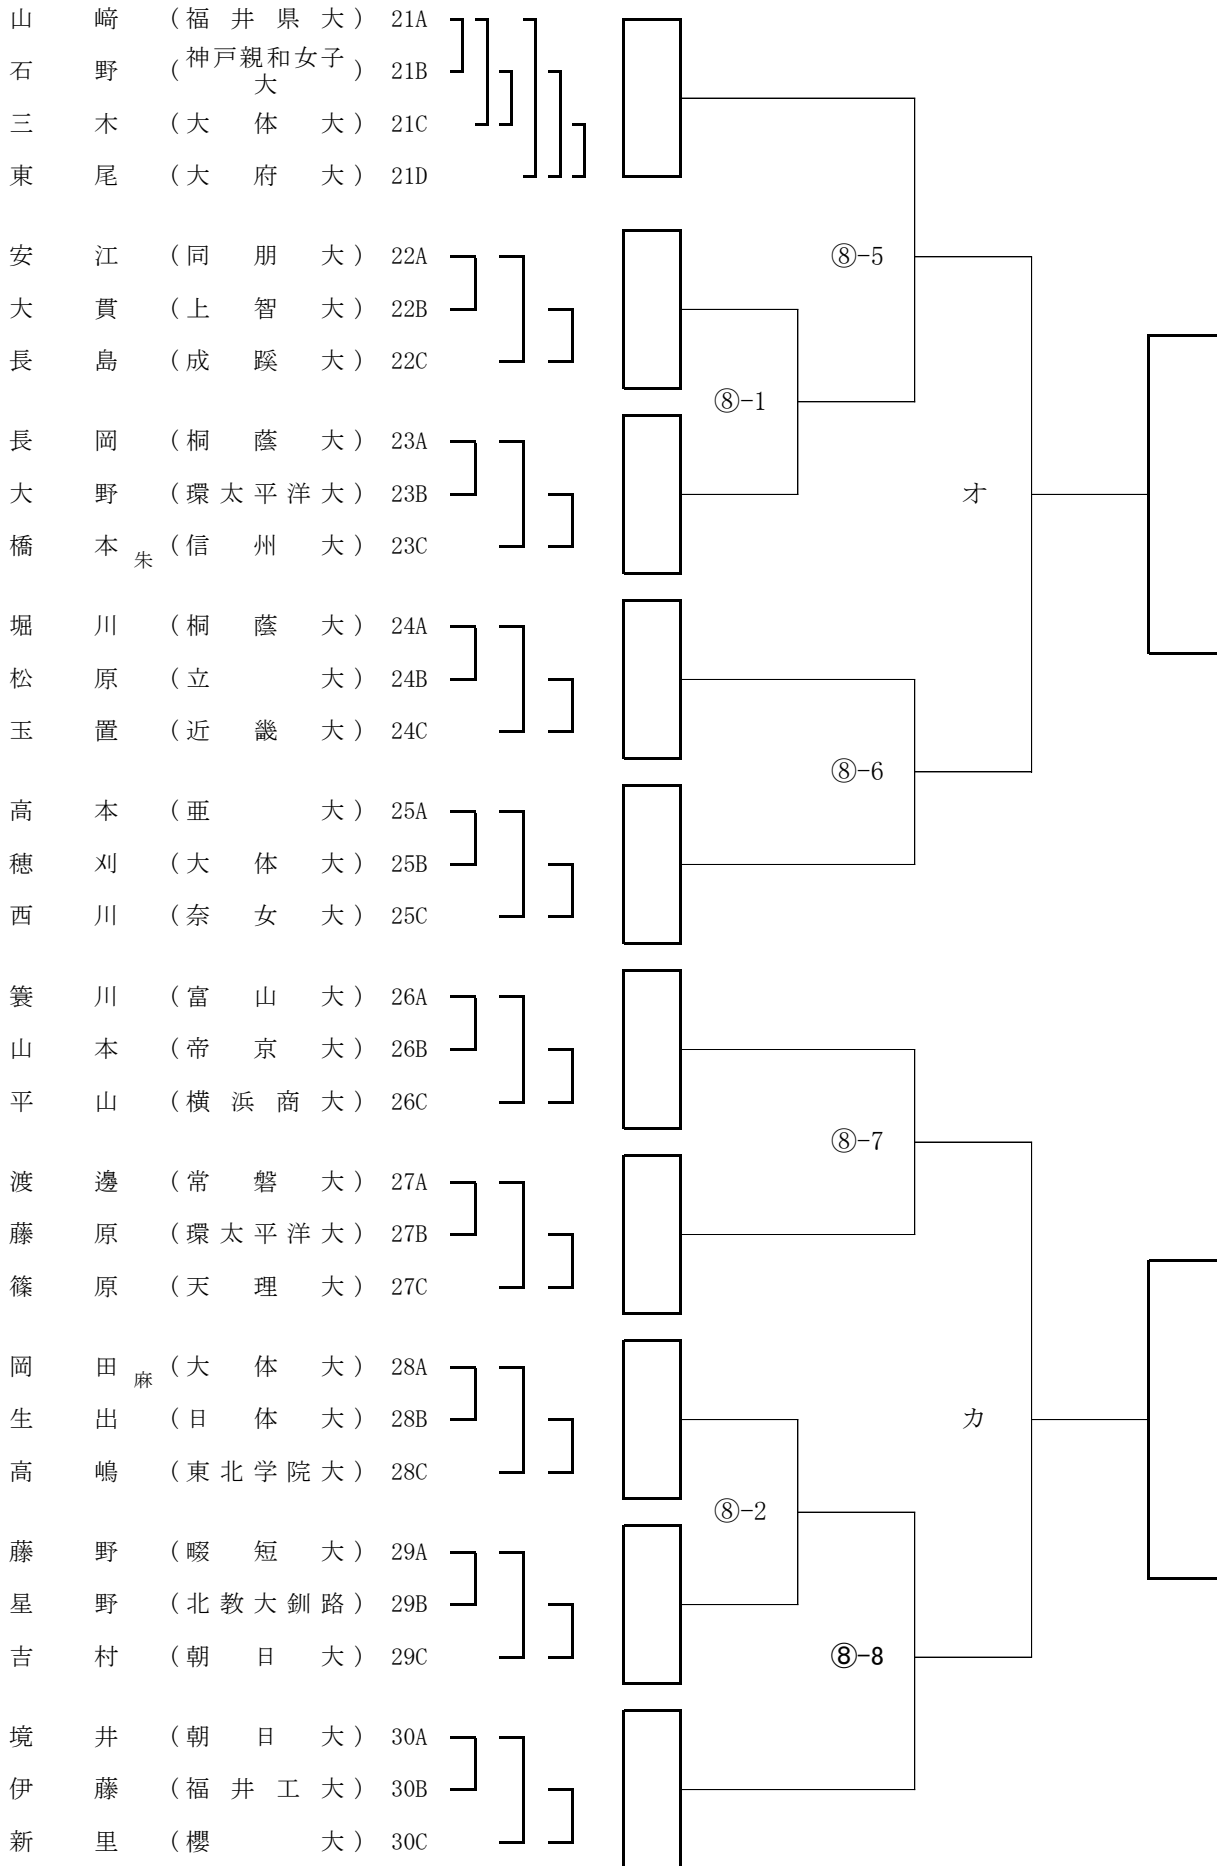 山 﨑 (福井県大) 21A
石 野 (神戸親和女子大) 21B
三 木 (大体大) 21C
東 尾 (大府大) 21D
⑧-5
安 江 (同朋大) 22A
大 貫 (上智大) 22B
長 島 (成蹊大) 22C
⑧-1
長 岡 (桐蔭大) 23A
大 野 (環太平洋大) 23B
オ
橋 本 朱 (信州大) 23C
堀 川 (桐蔭大) 24A
松 原 (立大) 24B
玉 置 (近畿大) 24C
⑧-6
高 本 (亜大) 25A
穂 刈 (大体大) 25B
西 川 (奈女大) 25C
簑 川 (富山大) 26A
山 本 (帝京大) 26B
平 山 (横浜商大) 26C
⑧-7
渡 邊 (常磐大) 27A
藤 原 (環太平洋大) 27B
篠 原 (天理大) 27C
岡 田 麻 (大体大) 28A
生 出 (日体大) 28B
カ
高 嶋 (東北学院大) 28C
⑧-2
藤 野 (畷短大) 29A
星 野 (北教大釧路) 29B
吉 村 (朝日大) 29C
⑧-8
境 井 (朝日大) 30A
伊 藤 (福井工大) 30B
新 里 (櫻大) 30C